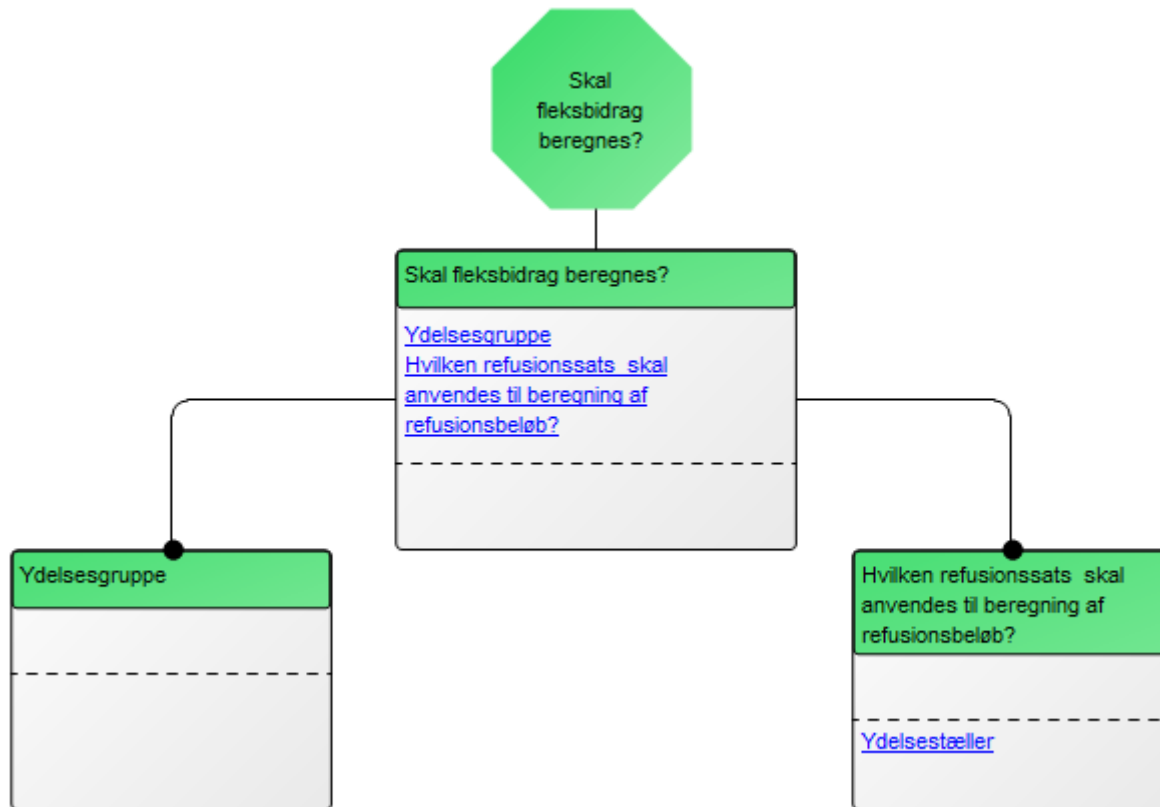 Skal
fleksbidrag
beregnes?
Skal fleksbidrag beregnes?
Ydelsesgruppe
Hvilken refusionssats  skal
anvendes til beregning af
refusionsbeløb?
Ydelsesgruppe
Hvilken refusionssats  skal
anvendes til beregning af
refusionsbeløb?
Ydelsestæller